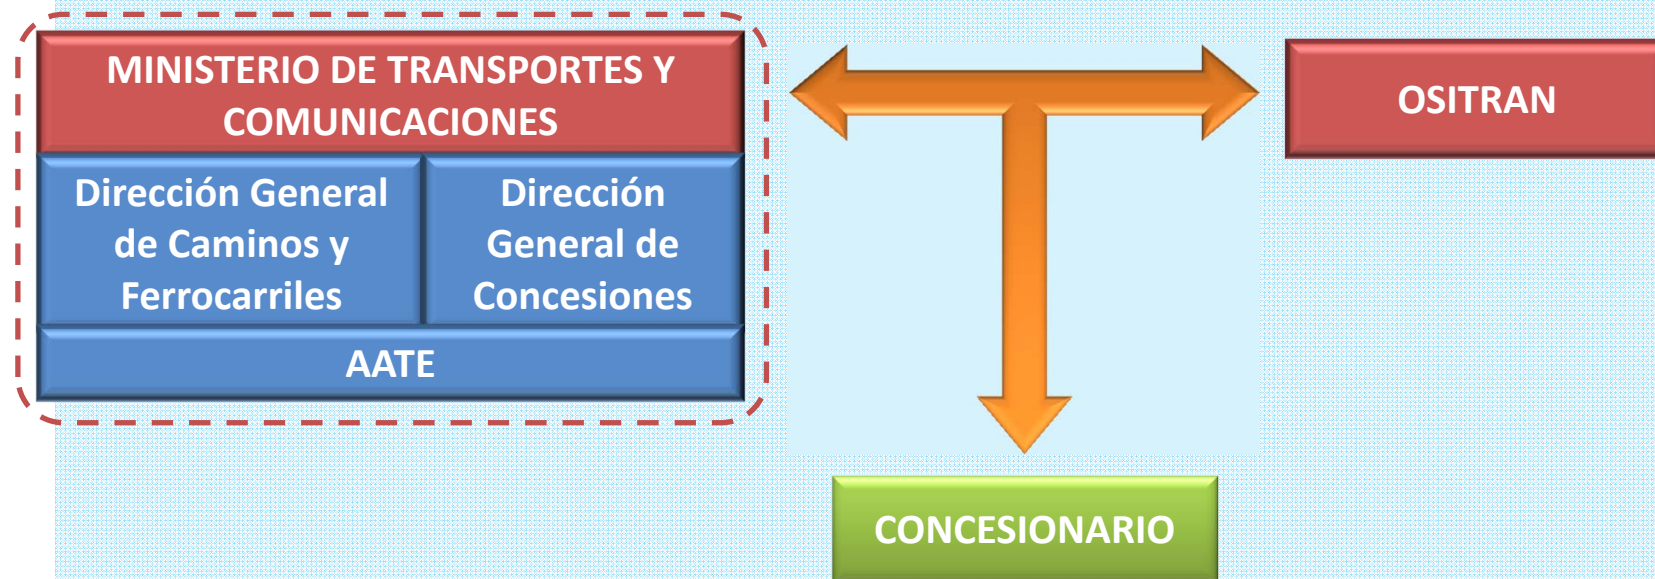 MINISTERIO DE TRANSPORTES Y
COMUNICACIONES
OSITRAN
Dirección General
de Caminos y
Ferrocarriles
Dirección
General de
Concesiones
AATE
CONCESIONARIO